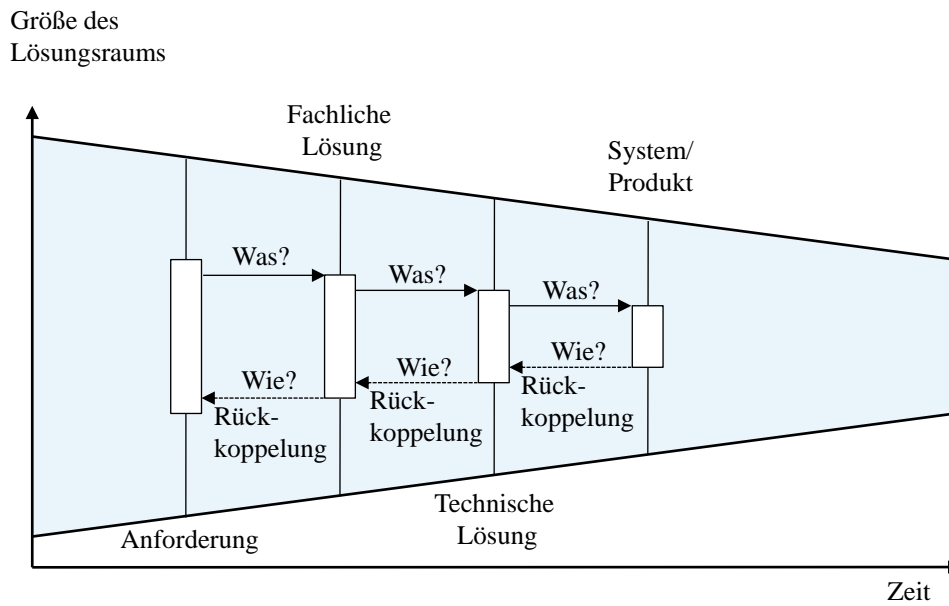 Größe des
Lösungsraums
Fachliche
Lösung
System/
Produkt
Was?
Was?
Was?
Wie?
Rück-
koppelung
Wie?
Rück-
koppelung
Wie?
Rück-
koppelung
Anforderung
Technische
Lösung
Zeit